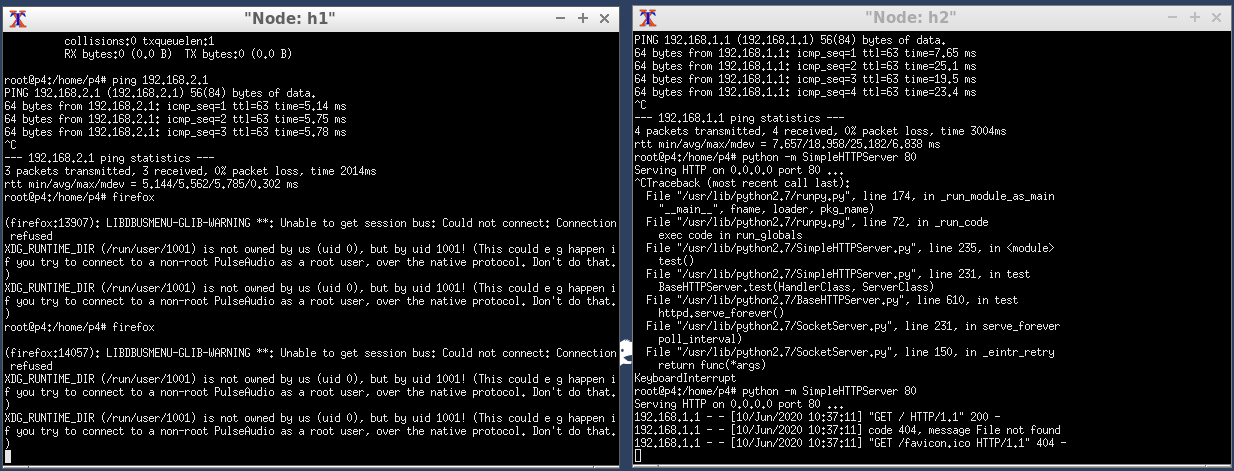 "Node: h1"
collisions:0 txqueuelen:1
RX bytes:0 (0.0 B)  TX bytes:0 (0.0 B)
root@p4:/home/p4# ping 192.168.2.1
PING 192.168.2.1 (192.168.2.1) 56(84) bytes of data.
64 bytes from 192.168.2.1: icmp_seq=1 ttl=63 time=5.14 ms
64 bytes from 192.168.2.1: icmp_seq=2 ttl=63 time=5.75 ms
64 bytes from 192.168.2.1: icmp_seq=3 ttl=63 time=5.78 ms
^C
--- 192.168.2.1 ping statistics ---
3 packets transmitted, 3 received, 0% packet loss, time 2014ms
rtt min/avg/max/mdev = 5.144/5.562/5.785/0.302 ms
root@p4:/home/p4# firefox
(firefox:13907): LIBDBUSMENU-GLIB-WARNING **: Unable to get session bus: Could not connect: Connection
refused
XDG_RUNTIME_DIR (/run/user/1001) is not owned by us (uid 0), but by uid 1001! (This could e g happen i
f you try to connect to a non-root PulseAudio as a root user, over the native protocol. Don't do that.
)
XDG_RUNTIME_DIR (/run/user/1001) is not owned by us (uid 0), but by uid 1001! (This could e g happen i
f you try to connect to a non-root PulseAudio as a root user, over the native protocol. Don't do that.
)
root@p4:/home/p4# firefox
(firefox:14057): LIBDBUSMENU-GLIB-WARNING **: Unable to get session bus: Could not connect: Connection
refused
XDG_RUNTIME_DIR (/run/user/1001) is not owned by us (uid 0), but by uid 1001! (This could e g happen i
f you try to connect to a non-root PulseAudio as a root user, over the native protocol. Don't do that.
)
XDG_RUNTIME_DIR (/run/user/1001) is not owned by us (uid 0), but by uid 1001! (This could e g happen i
f you try to connect to a non-root PulseAudio as a root user, over the native protocol. Don't do that.
)
"Node: h2"
PING 192.168.1.1 (192.168.1.1) 56(84) bytes of data.
64 bytes from 192.168.1.1: icmp_seq=1 ttl=63 time=7.65 ms
64 bytes from 192.168.1.1: icmp_seq=2 ttl=63 time=25.1 ms
64 bytes from 192.168.1.1: icmp_seq=3 ttl=63 time=19.5 ms
64 bytes from 192.168.1.1: icmp_seq=4 ttl=63 time=23.4 ms
^C
--- 192.168.1.1 ping statistics ---
4 packets transmitted, 4 received, 0% packet loss, time 3004ms
rtt min/avg/max/mdev = 7.657/18.958/25.182/6.838 ms
root@p4:/home/p4# python -m SimpleHTTPServer 80
Serving HTTP on 0.0.0.0 port 80 ...
^CTraceback (most recent call last):
File "/usr/lib/python2.7/runpy.py", line 174, in _run_module_as_main
"__main__", fname, loader, pkg_name)
File "/usr/lib/python2.7/runpy.py", line 72, in _run_code
exec code in run_globals
File "/usr/lib/python2.7/SimpleHTTPServer.py", line 235, in <module>
test()
File "/usr/lib/python2.7/SimpleHTTPServer.py", line 231, in test
BaseHTTPServer.test(HandlerClass, ServerClass)
File "/usr/lib/python2.7/BaseHTTPServer.py", line 610, in test
httpd.serve_forever()
File "/usr/lib/python2.7/SocketServer.py", line 231, in serve_forever
poll_interval)
File "/usr/lib/python2.7/SocketServer.py", line 150, in _eintr_retry
return func(*args)
KeyboardInterrupt
root@p4:/home/p4# python -m SimpleHTTPServer 80
Serving HTTP on 0.0.0.0 port 80 ...
192.168.1.1 - - [10/Jun/2020 10:37:11] "GET / HTTP/1.1" 200 -
192.168.1.1 - - [10/Jun/2020 10:37:11] code 404, message File not found
192.168.1.1 - - [10/Jun/2020 10:37:11] "GET /favicon.ico HTTP/1.1" 404 -